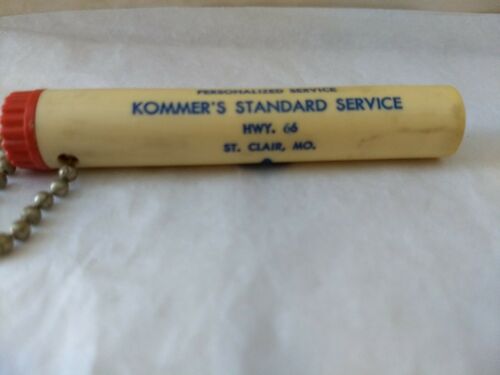 PERSONALIZED SERVICE
KOMMER'S STANDARD SERVICE
HWY. 66
ST. CLAIR, MO.